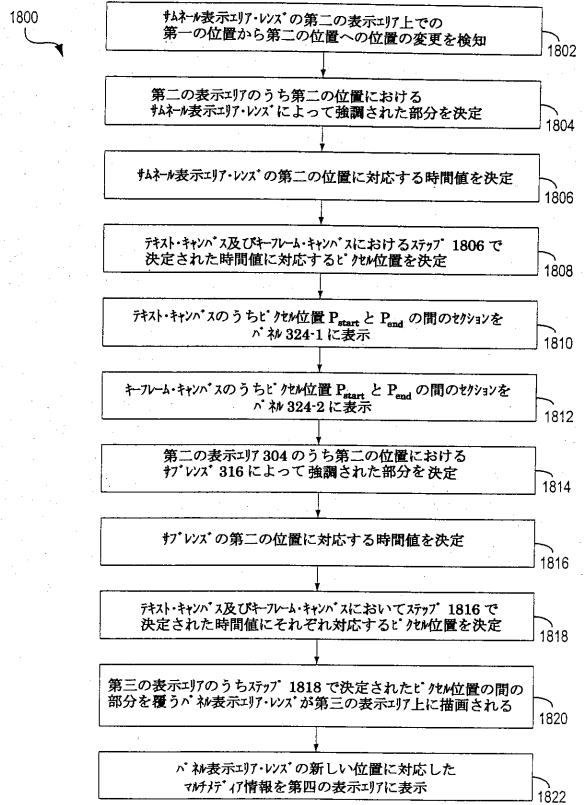 1800
サムネール表示エリア・レンズの第二の表示エリア上での
第一の位置から第二の位置への位置の変更を検知
1802
第二の表示エリアのうち第二の位置における
サムネール表示エリア・レンズによって強調された部分を決定
1804
サムネール表示エリア・レンズの第二の位置に対応する時間値を決定
1806
テキスト・キャンバス及びキーフレーム・キャンバスにおけるステップ 1806 で
決定された時間値に対応するピクセル位置を決定
1808
テキスト・キャンバスのうちピクセル位置 Pstart と Pend の間のセクションを
パネル 324-1 に表示
1810
キーフレーム・キャンバスのうちピクセル位置 Pstart と Pend の間のセクションを
パネル 324-2 に表示
1812
第二の表示エリア 304 のうち第二の位置における
サブレンズ 316 によって強調された部分を決定
1814
サブレンズの第二の位置に対応する時間値を決定
1816
テキスト・キャンバス及びキーフレーム・キャンバスにおいてステップ 1816 で
決定された時間値にそれぞれ対応するピクセル位置を決定
1818
第三の表示エリアのうちステップ 1818 で決定されたピクセル位置の間の
部分を覆うパネル表示エリア・レンズが第三の表示エリア上に描画される
1820
パネル表示エリア・レンズの新しい位置に対応した
マルチメディア情報を第四の表示エリアに表示
1822